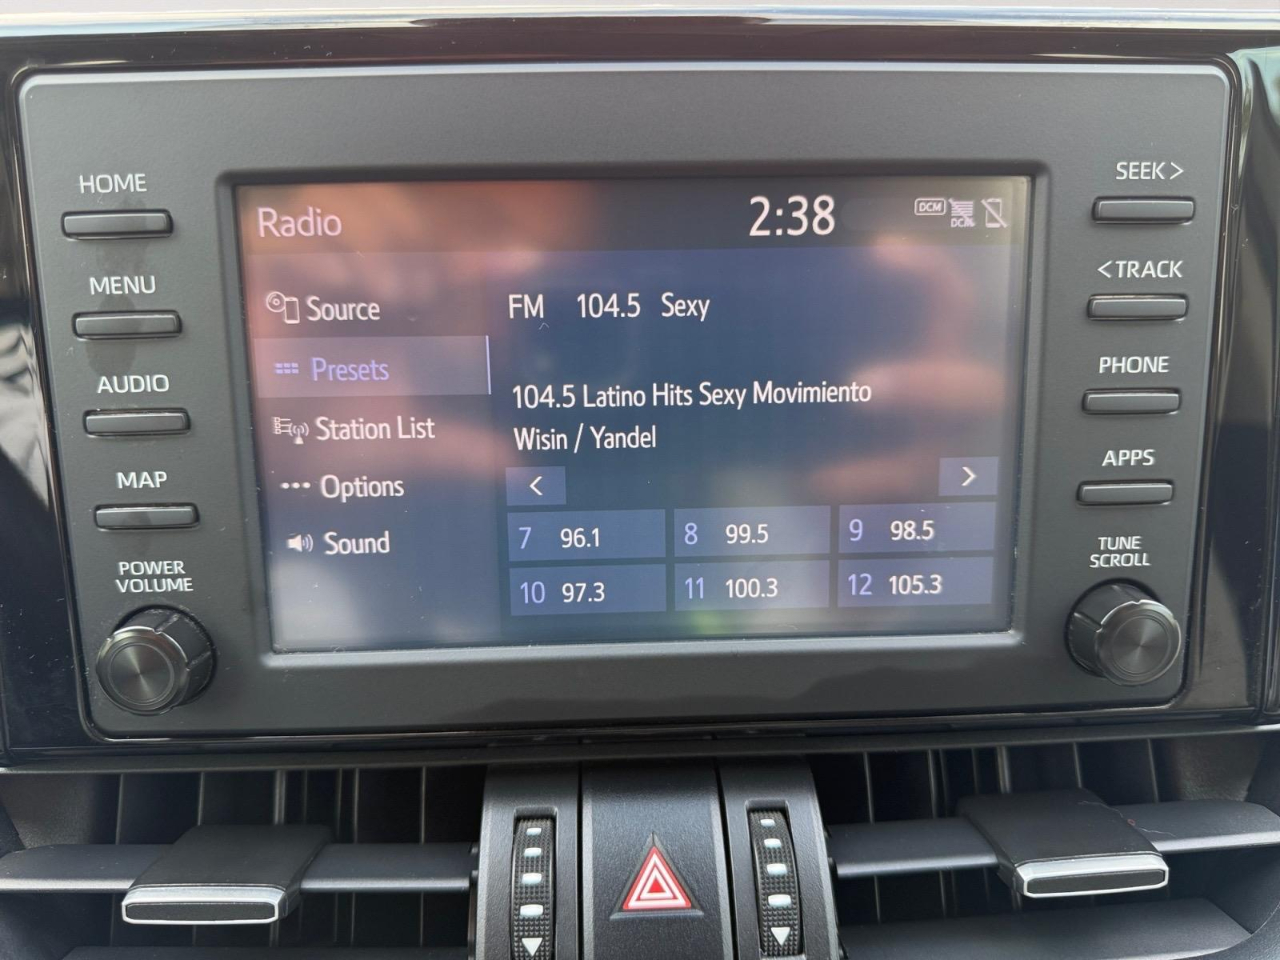 HOME
MENU
AUDIO
MAP
POWER
VOLUME
Radio
2:38
DCM
DCM
Source
Presets
Station List
Options
Sound
FM 104.5 Sexy
104.5 Latino Hits Sexy Movimiento
Wisin / Yandel
< >
7 96.1 8 99.5 9 98.5
10 97.3 11 100.3 12 105.3
SEEK >
< TRACK
PHONE
APPS
TUNE
SCROLL